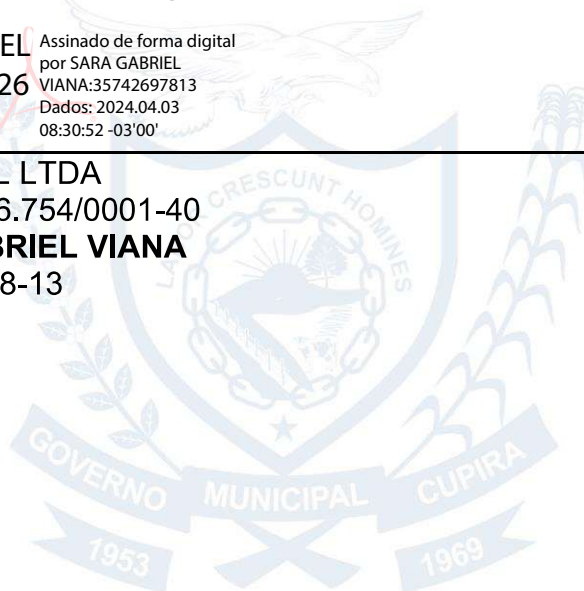 EL
26
Assinado de forma digital
por SARA GABRIEL
VIANA:35742697813
Dados: 2024.04.03
08:30:52 -03'00'
L LTDA
6.754/0001-40
BRIEL VIANA
8-13
LABOR CRESCUNT HOMINES
GOVERNO MUNICIPAL CUPIRA
1953
1969